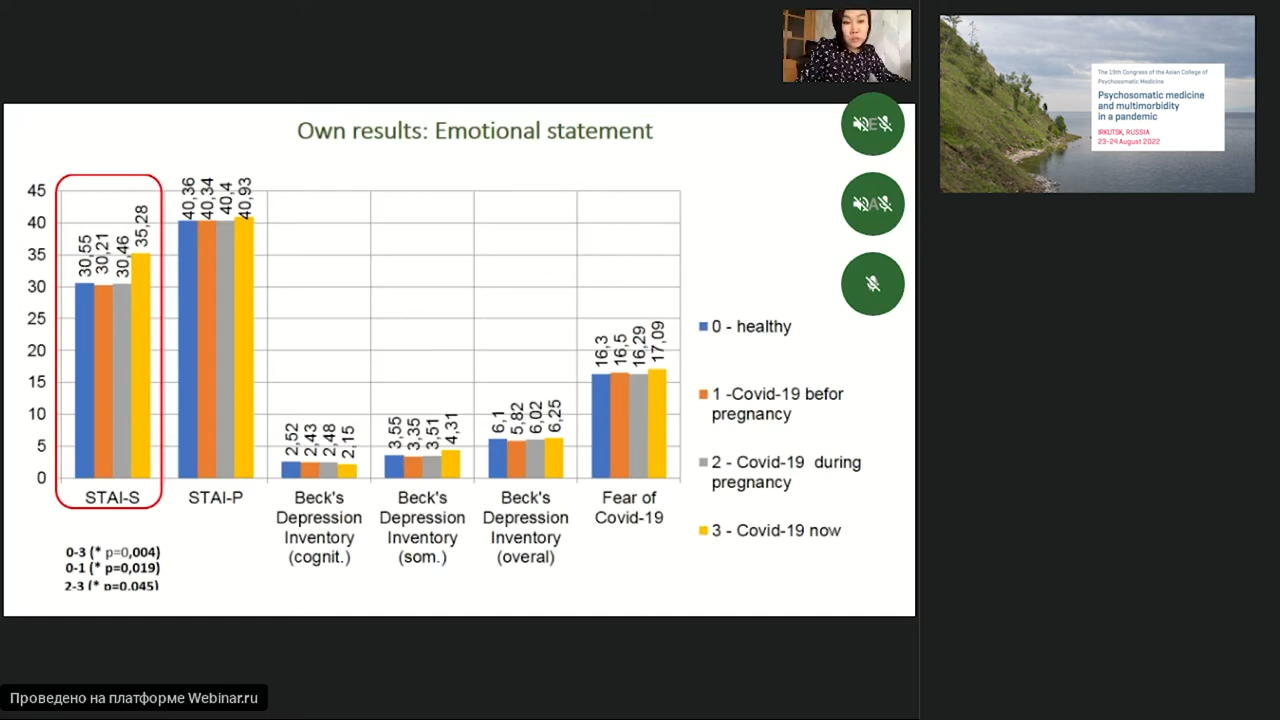 Own results: Emotional statement
45
40
35
30
25
20
15
10
5
0
30,55
30,21
30,46
35,28
40,36
40,34
40,4
40,93
2,52
2,43
2,48
2,15
3,55
3,35
3,51
4,31
6,1
5,82
6,02
6,25
16,3
16,5
16,29
17,09
STAI-S
STAI-P
Beck's
Depression
Inventory
(cognit.)
Beck's
Depression
Inventory
(som.)
Beck's
Depression
Inventory
(overal)
Fear of
Covid-19
0 - healthy
1 -Covid-19 befor
pregnancy
2 - Covid-19 during
pregnancy
3 - Covid-19 now
0-3 (* p=0,004)
0-1 (* p=0,019)
2-3 (* p=0.045)
E
A
The 19th Congress of the Asian College of
Psychosomatic Medicine
Psychosomatic medicine
and multimorbidity
in a pandemic
IRKUTSK, RUSSIA
23-24 August 2022
Проведено на платформе Webinar.ru